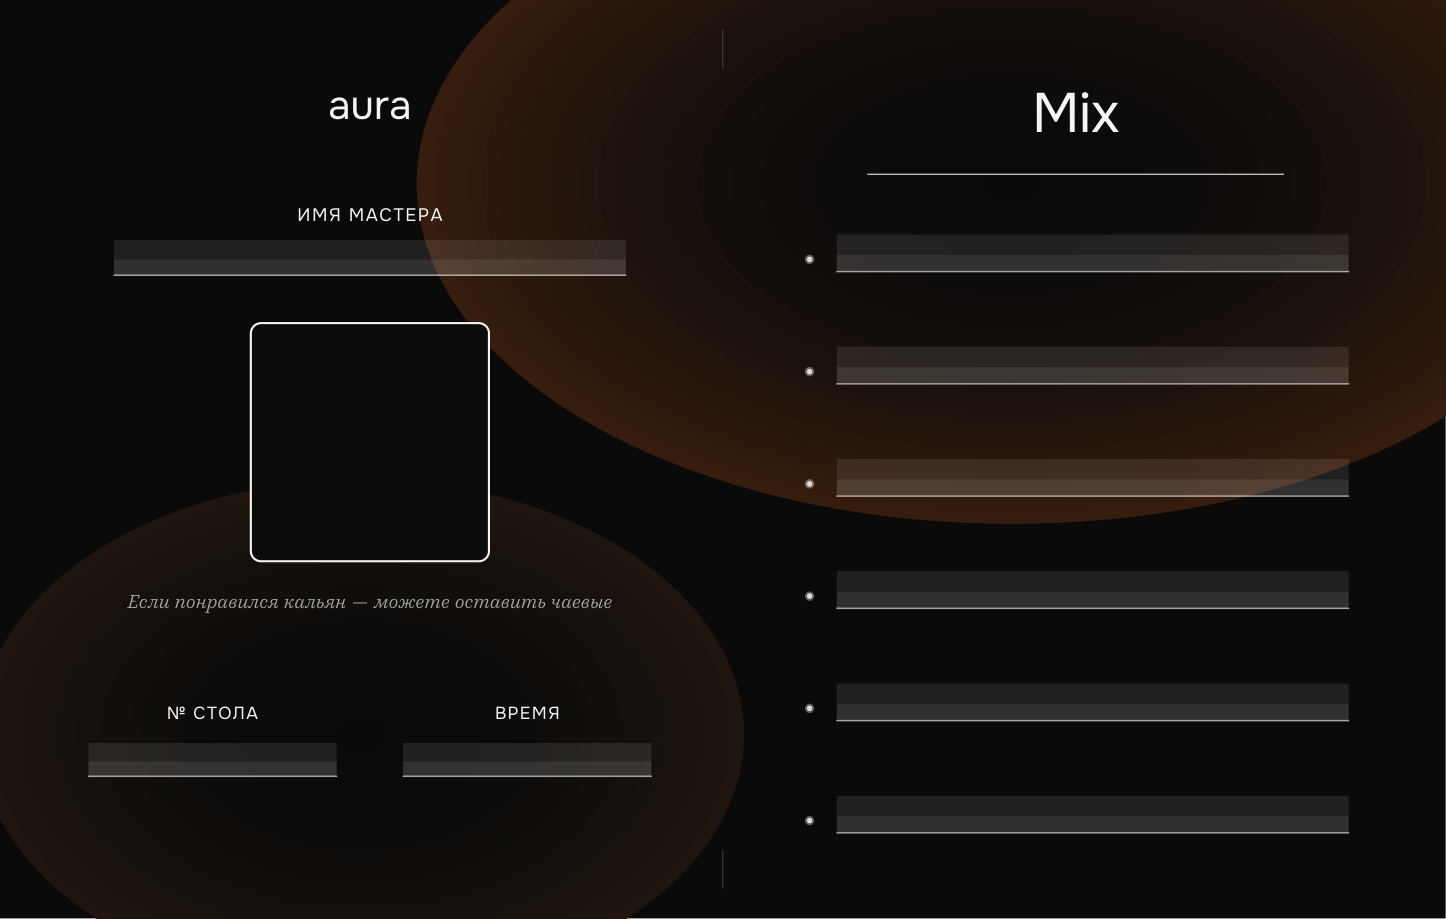 aura
ИМЯ МАСТЕРА
Если понравился кальян — можете оставить чаевые
№ СТОЛА
ВРЕМЯ
Mix